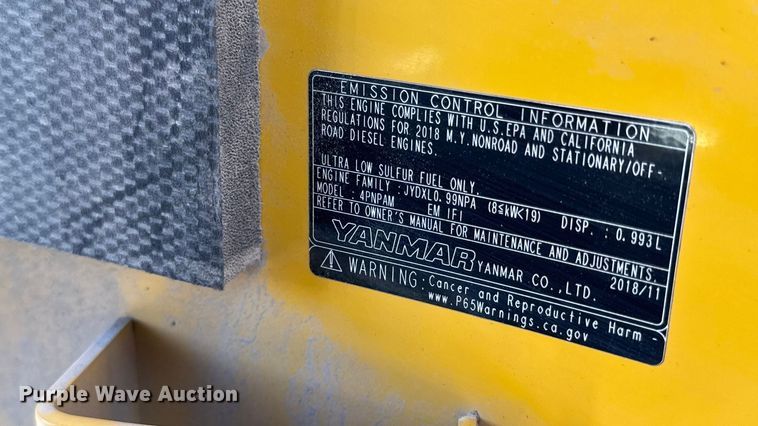 EMISSION CONTROL INFORMATION
THIS ENGINE COMPLIES WITH U.S.EPA AND CALIFORNIA
REGULATIONS FOR 2018 M.Y.NONROAD AND STATIONARY/OFF-
ROAD DIESEL ENGINES.
ULTRA LOW SULFUR FUEL ONLY.
ENGINE FAMILY : JYDXL0.99NPA (8≦kW<19) DISP. : 0.993L
MODEL : 4PNPAM EM IFI
REFER TO OWNER'S MANUAL FOR MAINTENANCE AND ADJUSTMENTS.
YANMAR YANMAR CO.,LTD. 2018/11
⚠ WARNING: Cancer and Reproductive Harm -
www.P65Warnings.ca.gov
Purple Wave Auction